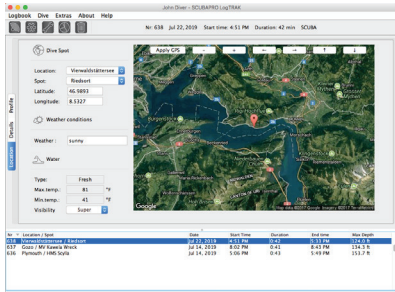 John Diver - SCUBAPRO LogTRAK
Logbook Dive Extras About Help
Nr: 638 Jul 22, 2019 Start time: 4:51 PM Duration: 42 min SCUBA
Dive Spot
Apply GPS - + ← → ↑ ↓
Location: Vierwaldstättersee
Spot: Riedsort
Latitude: 46.9893
Longitude: 8.5327
Weather conditions
Weather : sunny
Water
Type: Fresh
Max.temp.: 81 °F
Min.temp.: 41 °F
Visibility Super
Profile
Details
Location
Google
Nr Location / Spot Date Start Time Duration End time Max Depth
638 Vierwaldstättersee / Riedsort Jul 22, 2019 4:51 PM 0:42 5:33 PM 124.0 ft
637 Gozo / MV Kawela Wreck Jul 14, 2019 8:02 PM 0:41 8:43 PM 134.3 ft
636 Plymouth / HMS Scylla Jul 14, 2019 5:06 PM 0:43 5:49 PM 153.7 ft